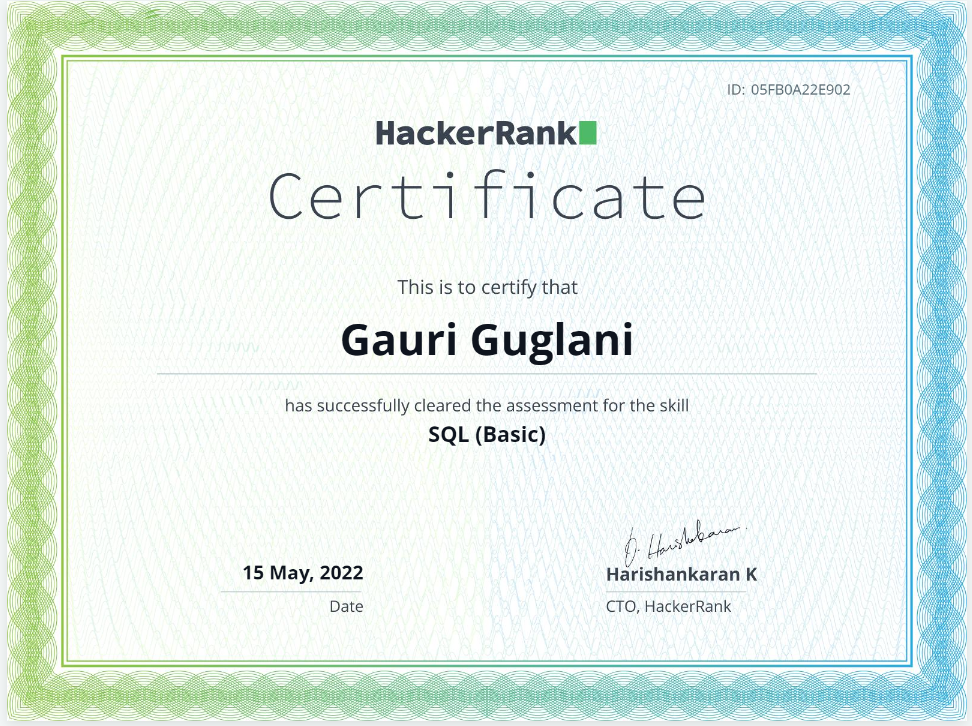 ID: 05FB0A22E902
HackerRank
Certificate
This is to certify that
Gauri Guglani
has successfully cleared the assessment for the skill
SQL (Basic)
15 May, 2022
Date
Harishankaran K
CTO, HackerRank